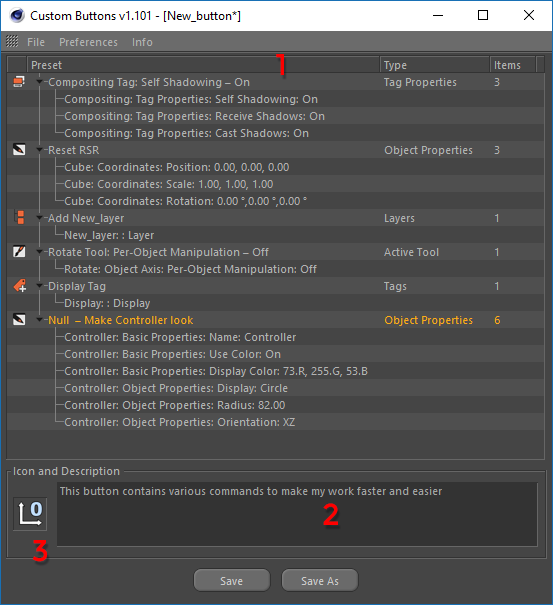 Custom Buttons v1.101 - [New_button*]
File Preferences Info
1
Preset Type Items
Compositing Tag: Self Shadowing – On Tag Properties 3
Compositing: Tag Properties: Self Shadowing: On
Compositing: Tag Properties: Receive Shadows: On
Compositing: Tag Properties: Cast Shadows: On
Reset RSR Object Properties 3
Cube: Coordinates: Position: 0.00, 0.00, 0.00
Cube: Coordinates: Scale: 1.00, 1.00, 1.00
Cube: Coordinates: Rotation: 0.00 °,0.00 °,0.00 °
Add New_layer Layers 1
New_layer: : Layer
Rotate Tool: Per-Object Manipulation – Off Active Tool 1
Rotate: Object Axis: Per-Object Manipulation: Off
Display Tag Tags 1
Display: : Display
Null – Make Controller look Object Properties 6
Controller: Basic Properties: Name: Controller
Controller: Basic Properties: Use Color: On
Controller: Basic Properties: Display Color: 73.R, 255.G, 53.B
Controller: Object Properties: Display: Circle
Controller: Object Properties: Radius: 82.00
Controller: Object Properties: Orientation: XZ
Icon and Description
This button contains various commands to make my work faster and easier
0
2
3
Save Save As